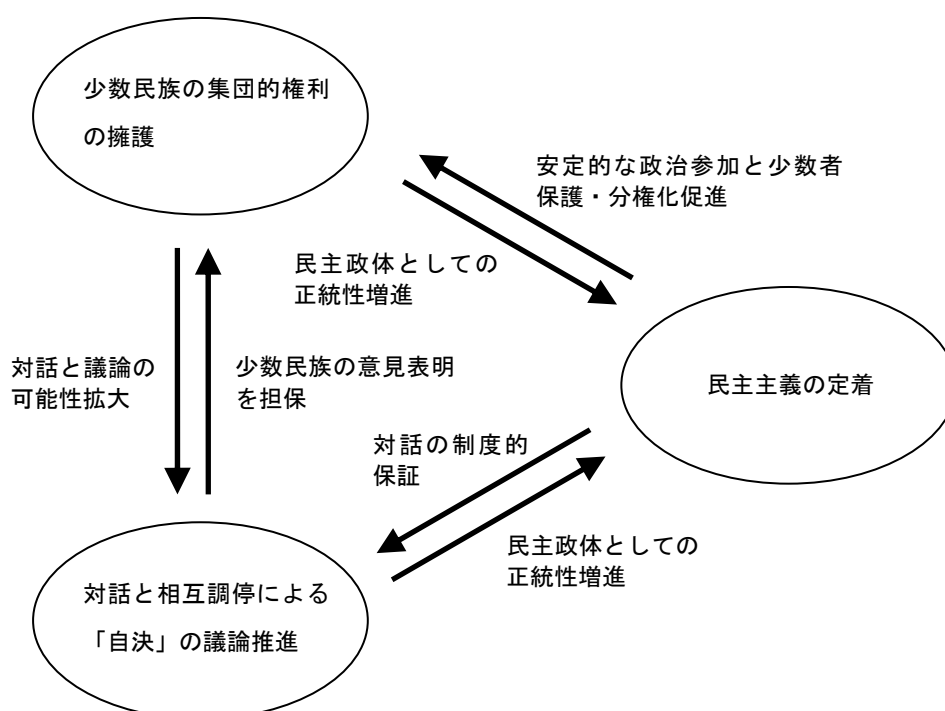 少数民族の集団的権利
の擁護
安定的な政治参加と少数者
保護・分権化促進
民主政体としての
正統性増進
対話と議論の
可能性拡大
少数民族の意見表明
を担保
民主主義の定着
対話の制度的
保証
民主政体としての
正統性増進
対話と相互調停による
「自決」の議論推進